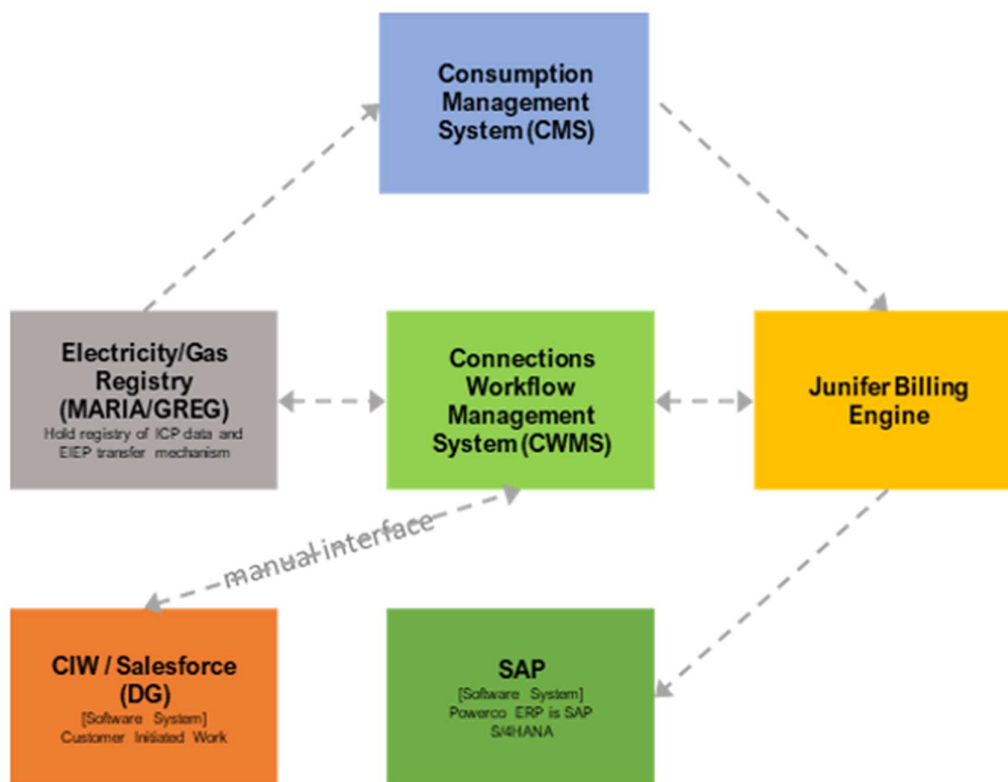 Consumption
Management
System (CMS)
Electricity/Gas
Registry
(MARIA/GREG)
Hold registry of ICP data and
EIEP transfer mechanism
Connections
Workflow
Management
System (CWMS)
Junifer Billing
Engine
manual interface
CIW / Salesforce
(DG)
[Software System]
Customer Initiated Work
SAP
[Software System]
Powerco ERP is SAP
S/4HANA